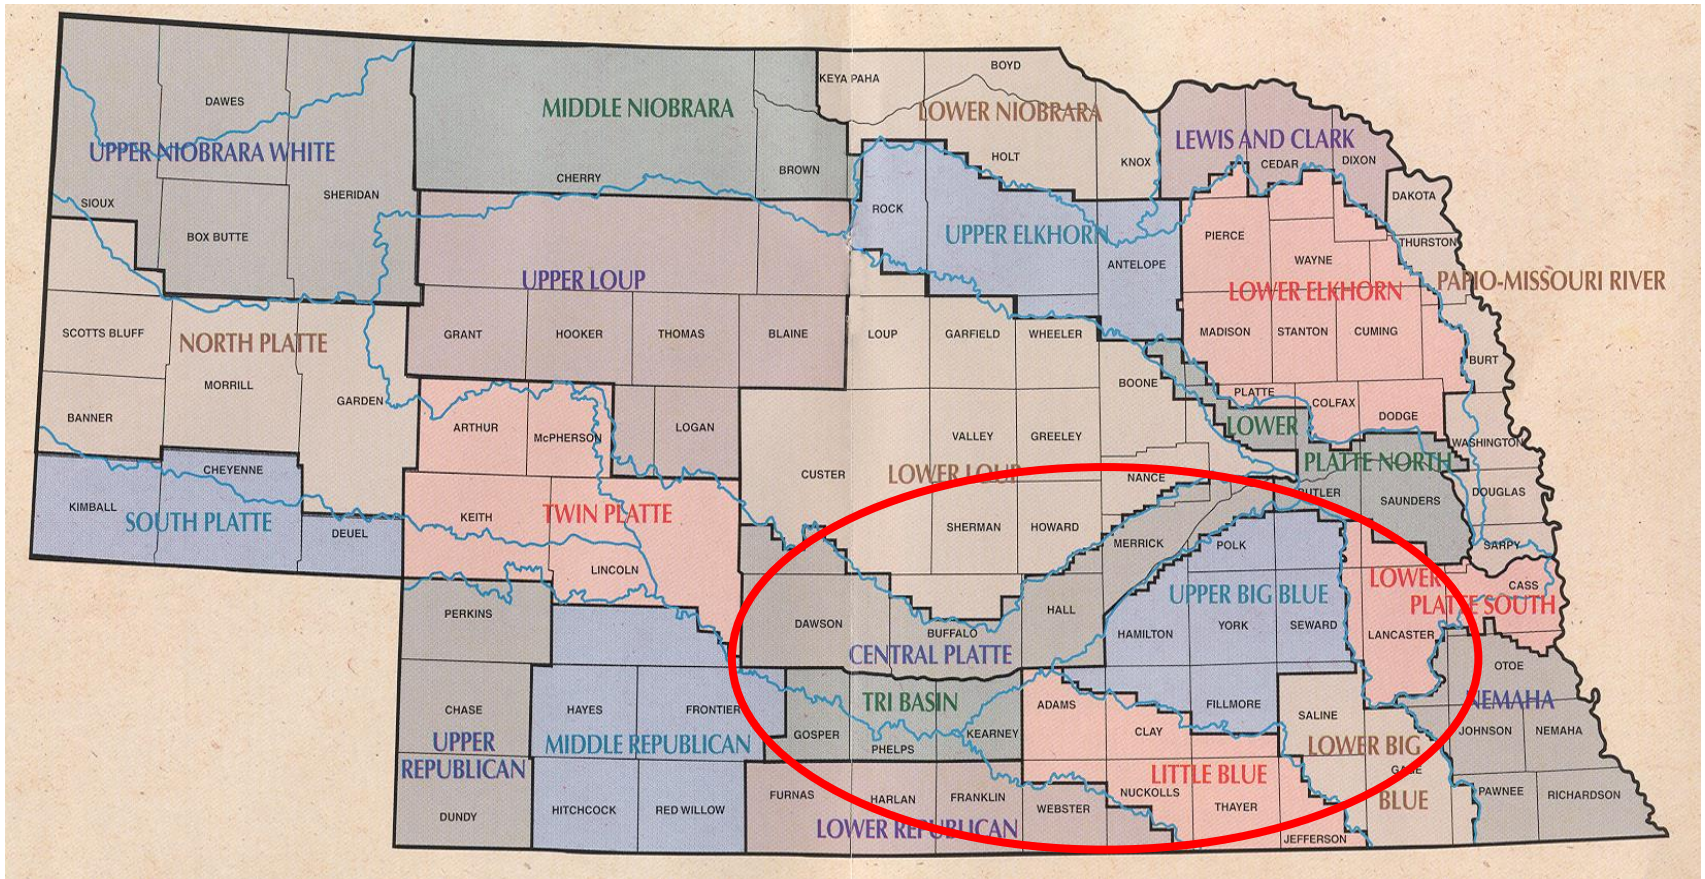 KEYA PAHA
BOYD
DAWES
MIDDLE NIOBRARA
LOWER NIOBRARA
UPPER NIOBRARA WHITE
LEWIS AND CLARK
HOLT
KNOX
CEDAR
DIXON
CHERRY
BROWN
SHERIDAN
SIOUX
ROCK
DAKOTA
BOX BUTTE
UPPER ELKHORN
PIERCE
THURSTON
ANTELOPE
WAYNE
UPPER LOUP
LOWER ELKHORN
PAPIO-MISSOURI RIVER
SCOTTS BLUFF
NORTH PLATTE
GRANT
HOOKER
THOMAS
BLAINE
LOUP
GARFIELD
WHEELER
MADISON
STANTON
CUMING
BURT
MORRILL
BOONE
GARDEN
PLATTE
COLFAX
DODGE
BANNER
ARTHUR
McPHERSON
LOGAN
VALLEY
GREELEY
LOWER
PLATTE NORTH
WASHINGTON
CHEYENNE
CUSTER
LOWER LOUP
NANCE
BUTLER
SAUNDERS
DOUGLAS
KIMBALL
SOUTH PLATTE
DEUEL
KEITH
TWIN PLATTE
SHERMAN
HOWARD
MERRICK
POLK
SARPY
LINCOLN
LOWER
PLATTE SOUTH
CASS
PERKINS
DAWSON
BUFFALO
HALL
UPPER BIG BLUE
HAMILTON
YORK
SEWARD
LANCASTER
CENTRAL PLATTE
OTOE
NEMAHA
CHASE
HAYES
FRONTIER
TRI BASIN
GOSPER
PHELPS
KEARNEY
ADAMS
FILLMORE
SALINE
CLAY
JOHNSON
NEMAHA
UPPER
REPUBLICAN
MIDDLE REPUBLICAN
LOWER BIG
BLUE
GAGE
LITTLE BLUE
FURNAS
HARLAN
FRANKLIN
WEBSTER
NUCKOLLS
THAYER
PAWNEE
RICHARDSON
DUNDY
HITCHCOCK
RED WILLOW
LOWER REPUBLICAN
JEFFERSON